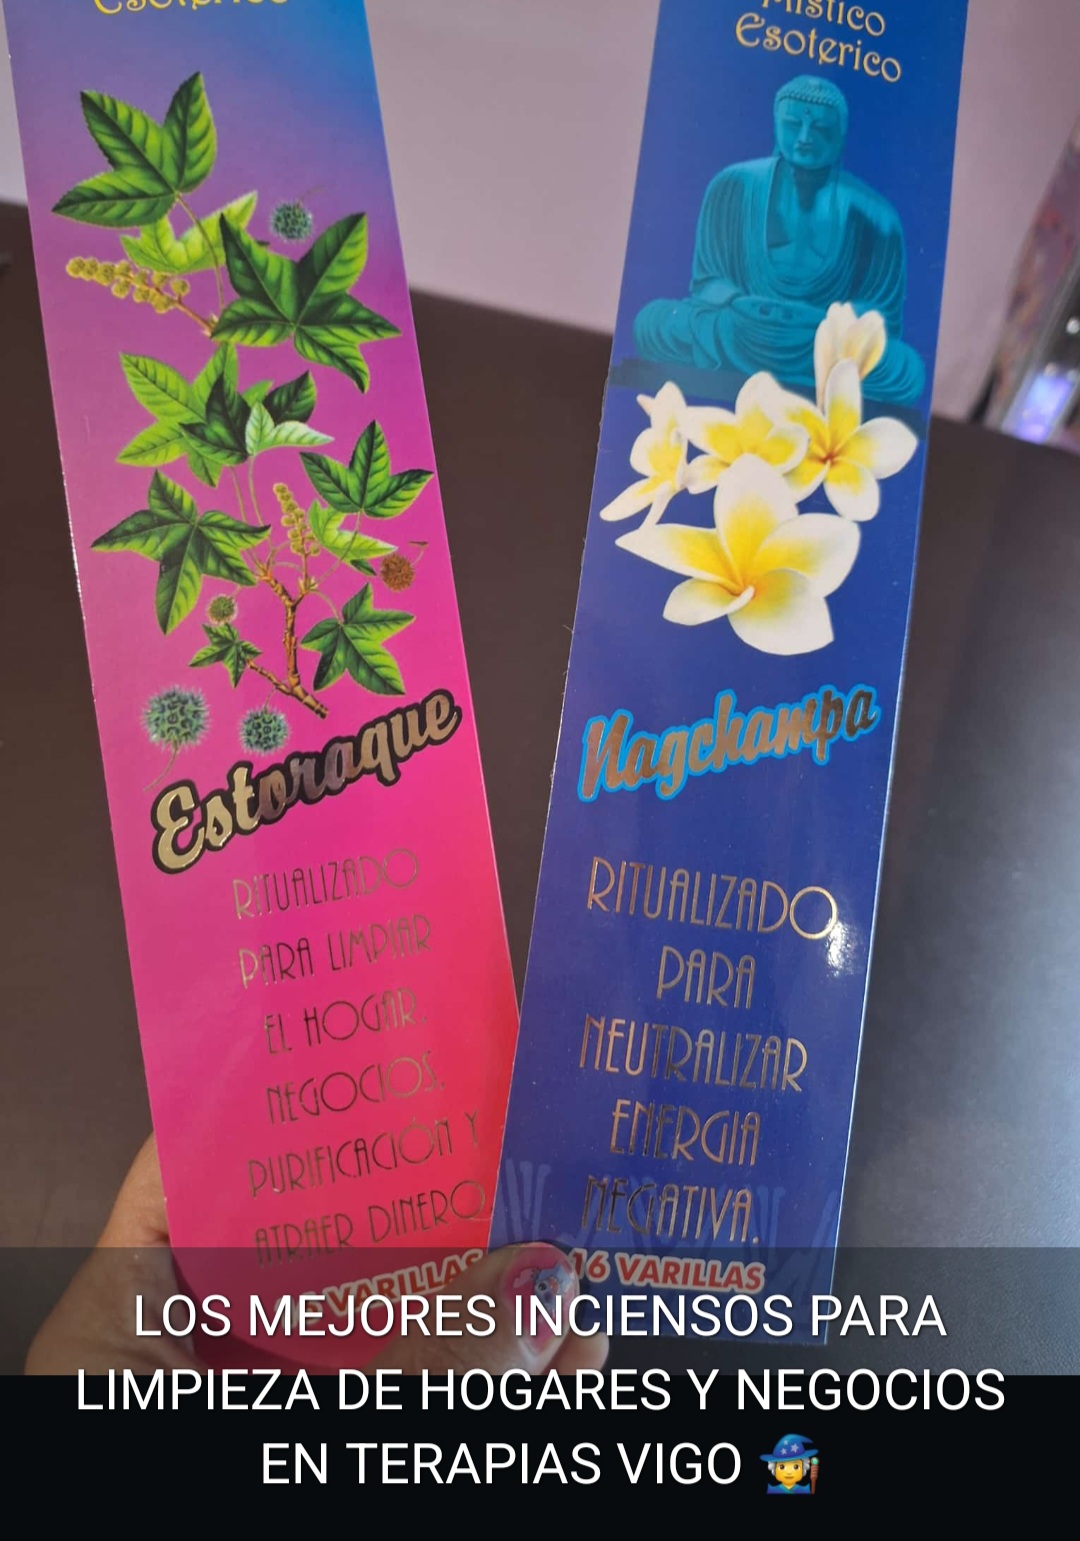 Esoterico
Estoraque
RITUALIZADO
PARA LIMPIAR
EL HOGAR.
NEGOCIOS.
PURIFICACIÓN Y
ATRAER DINERO
VARILLAS
Mistico
Esoterico
Nagchampa
RITUALIZADO
PARA
NEUTRALIZAR
ENERGIA
NEGATIVA.
16 VARILLAS
LOS MEJORES INCIENSOS PARA
LIMPIEZA DE HOGARES Y NEGOCIOS
EN TERAPIAS VIGO 🧙